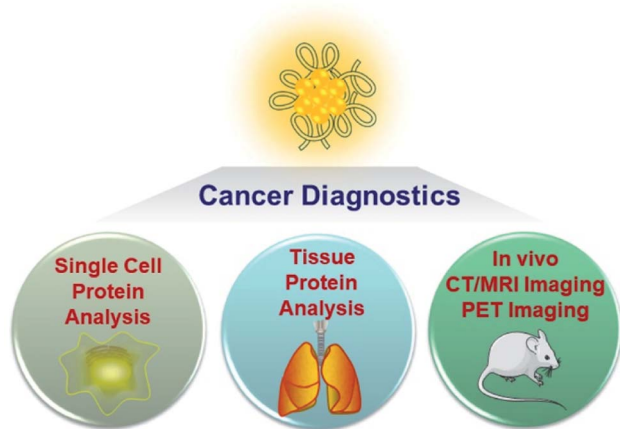 Cancer Diagnostics
Single Cell
Protein
Analysis
Tissue
Protein
Analysis
In vivo
CT/MRI Imaging
PET Imaging